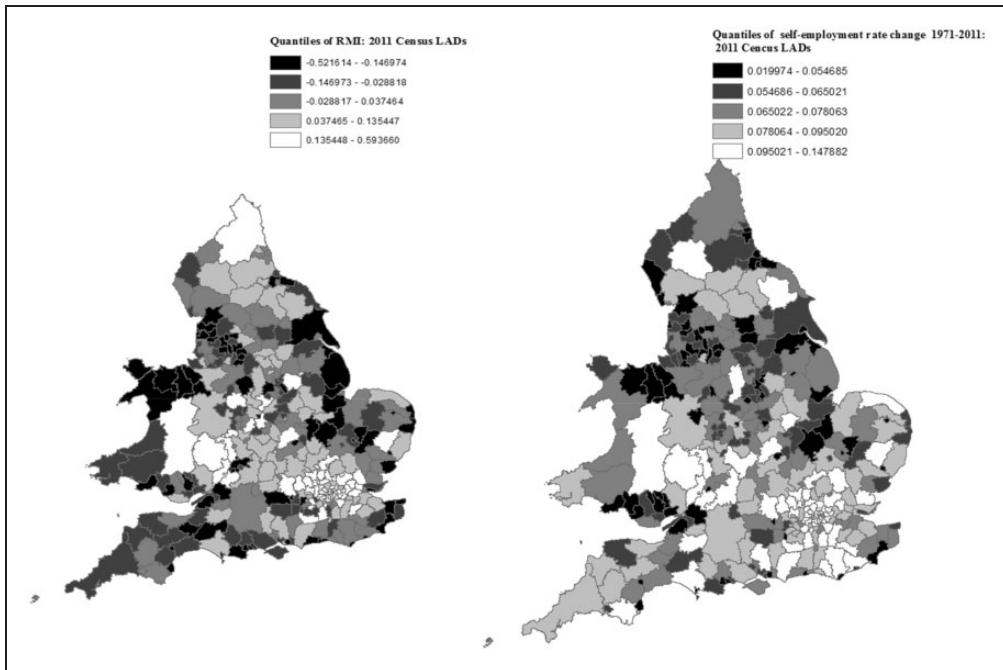 Quantiles of RMI: 2011 Census LADs
-0.521614 - -0.146974
-0.146973 - -0.028818
-0.028817 - 0.037464
0.037465 - 0.135447
0.135448 - 0.593660
Quantiles of self-employment rate change 1971-2011:
2011 Cencus LADs
0.019974 - 0.054685
0.054686 - 0.065021
0.065022 - 0.078063
0.078064 - 0.095020
0.095021 - 0.147882